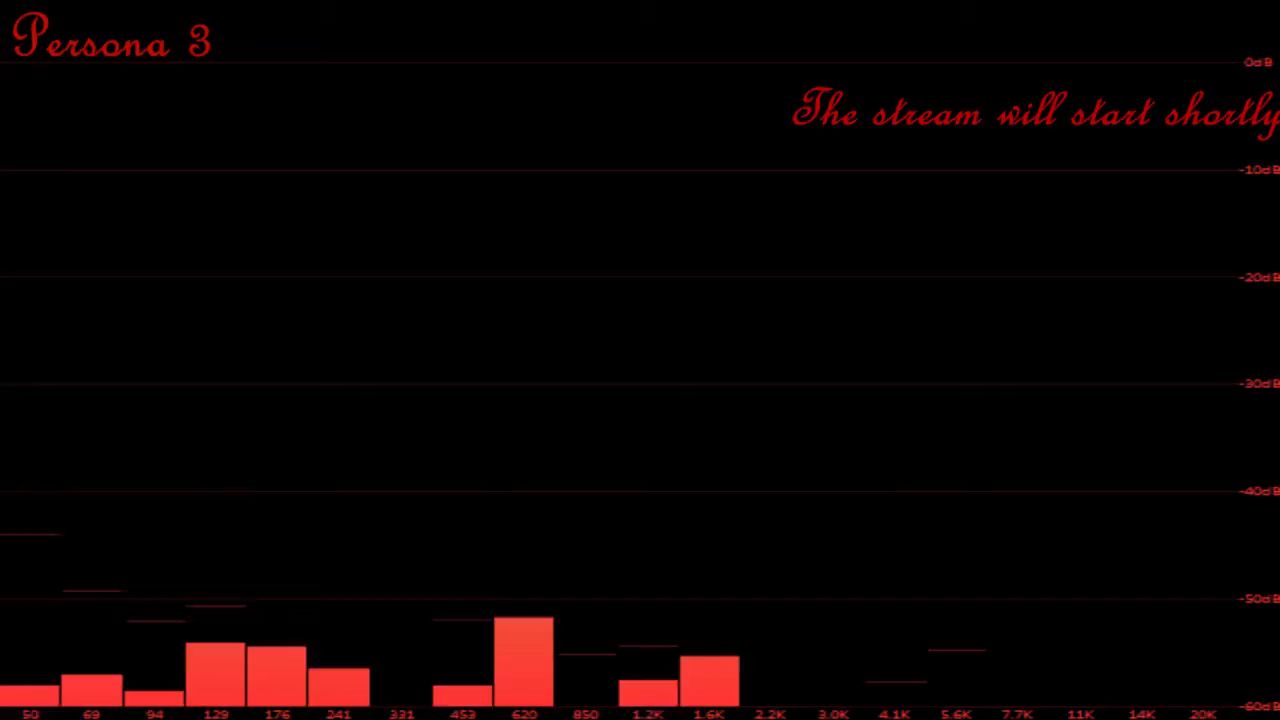 Persona 3
0dB
The stream will start shortly
-10dB
-20dB
-30dB
-40dB
-50dB
-60dB
50 69 94 129 176 241 331 453 620 850 1.2K 1.6K 2.2K 3.0K 4.1K 5.6K 7.7K 11K 14K 20K